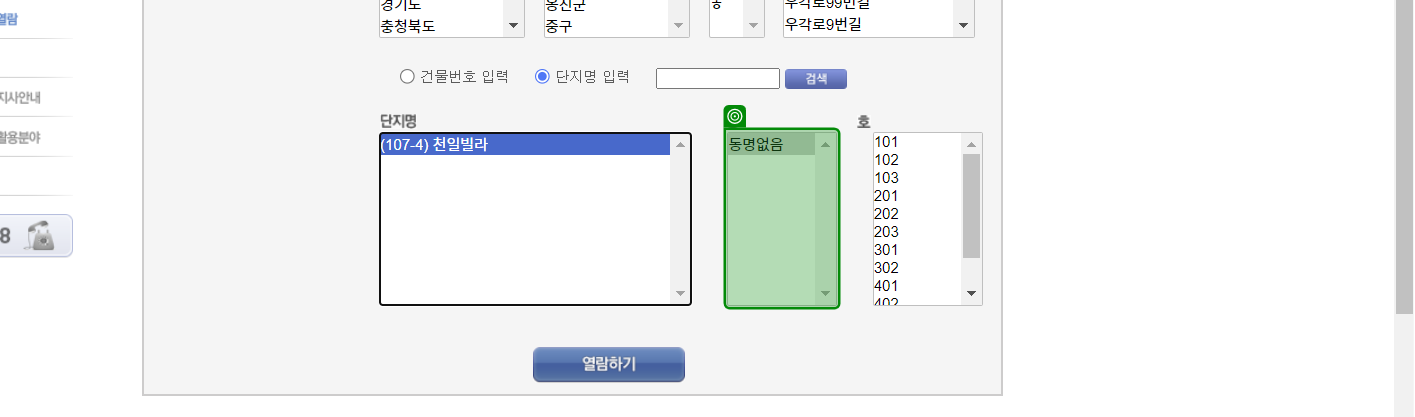 열람
지사안내
활용분야
8
경기도
충청북도
옹진군
중구
ㅎ
우각로99번길
우각로9번길
건물번호 입력
단지명 입력
검색
단지명
(107-4) 천일빌라
동명없음
호
101
102
103
201
202
203
301
302
401
402
열람하기